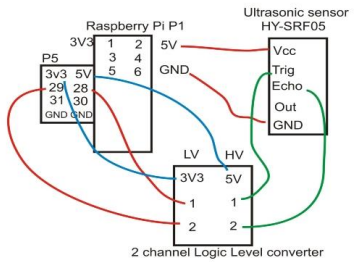 Ultrasonic sensor
HY-SRF05
Raspberry Pi P1
3V3 1 2 5V
3 4
5 6 GND
P5
3v3 5V
29 28
31 30
GND GND
Vcc
Trig
Echo
Out
GND
LV HV
3V3 5V
1 1
2 2
2 channel Logic Level converter